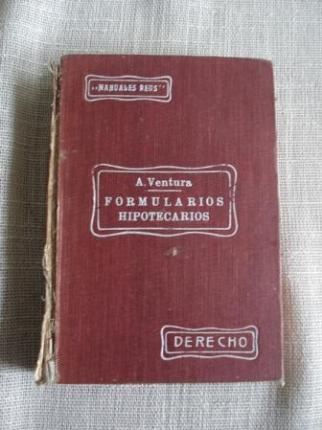 „MANUALES REUS"
A. Ventura
FORMULARIOS
HIPOTECARIOS
DERECHO